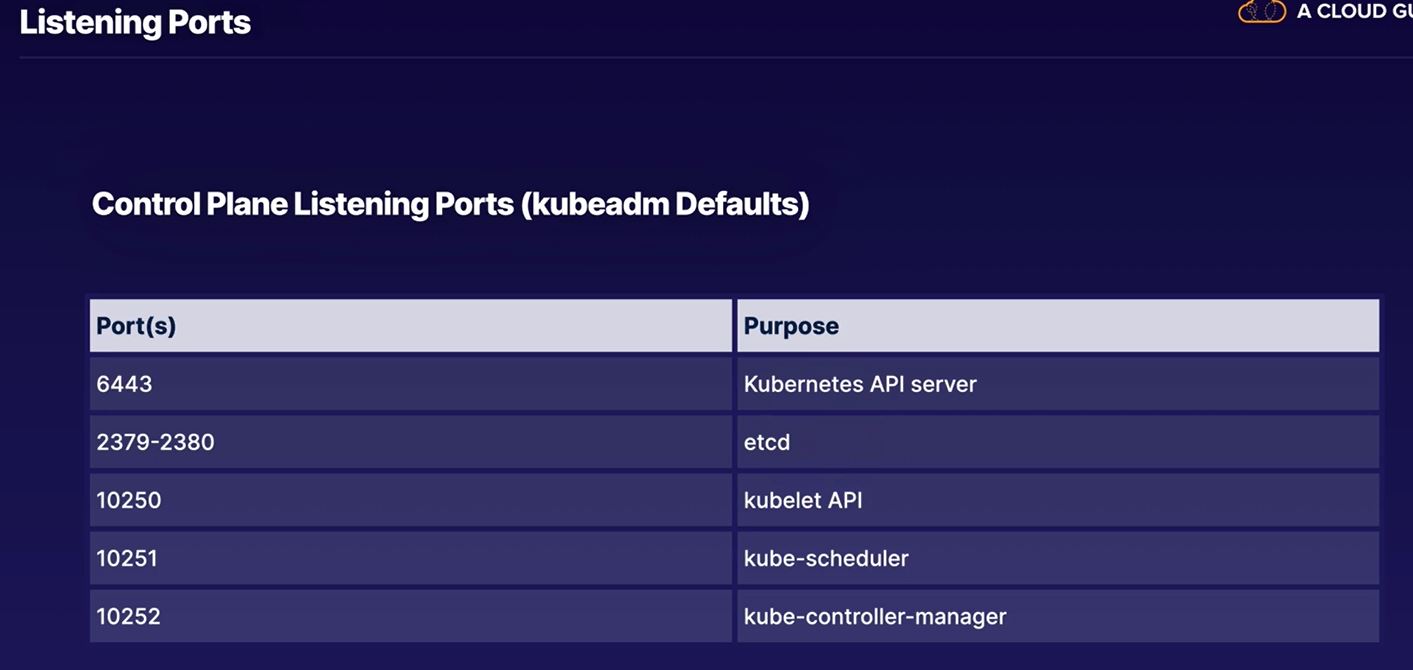 Listening Ports
A CLOUD GU
Control Plane Listening Ports (kubeadm Defaults)
Port(s) Purpose
6443 Kubernetes API server
2379-2380 etcd
10250 kubelet API
10251 kube-scheduler
10252 kube-controller-manager